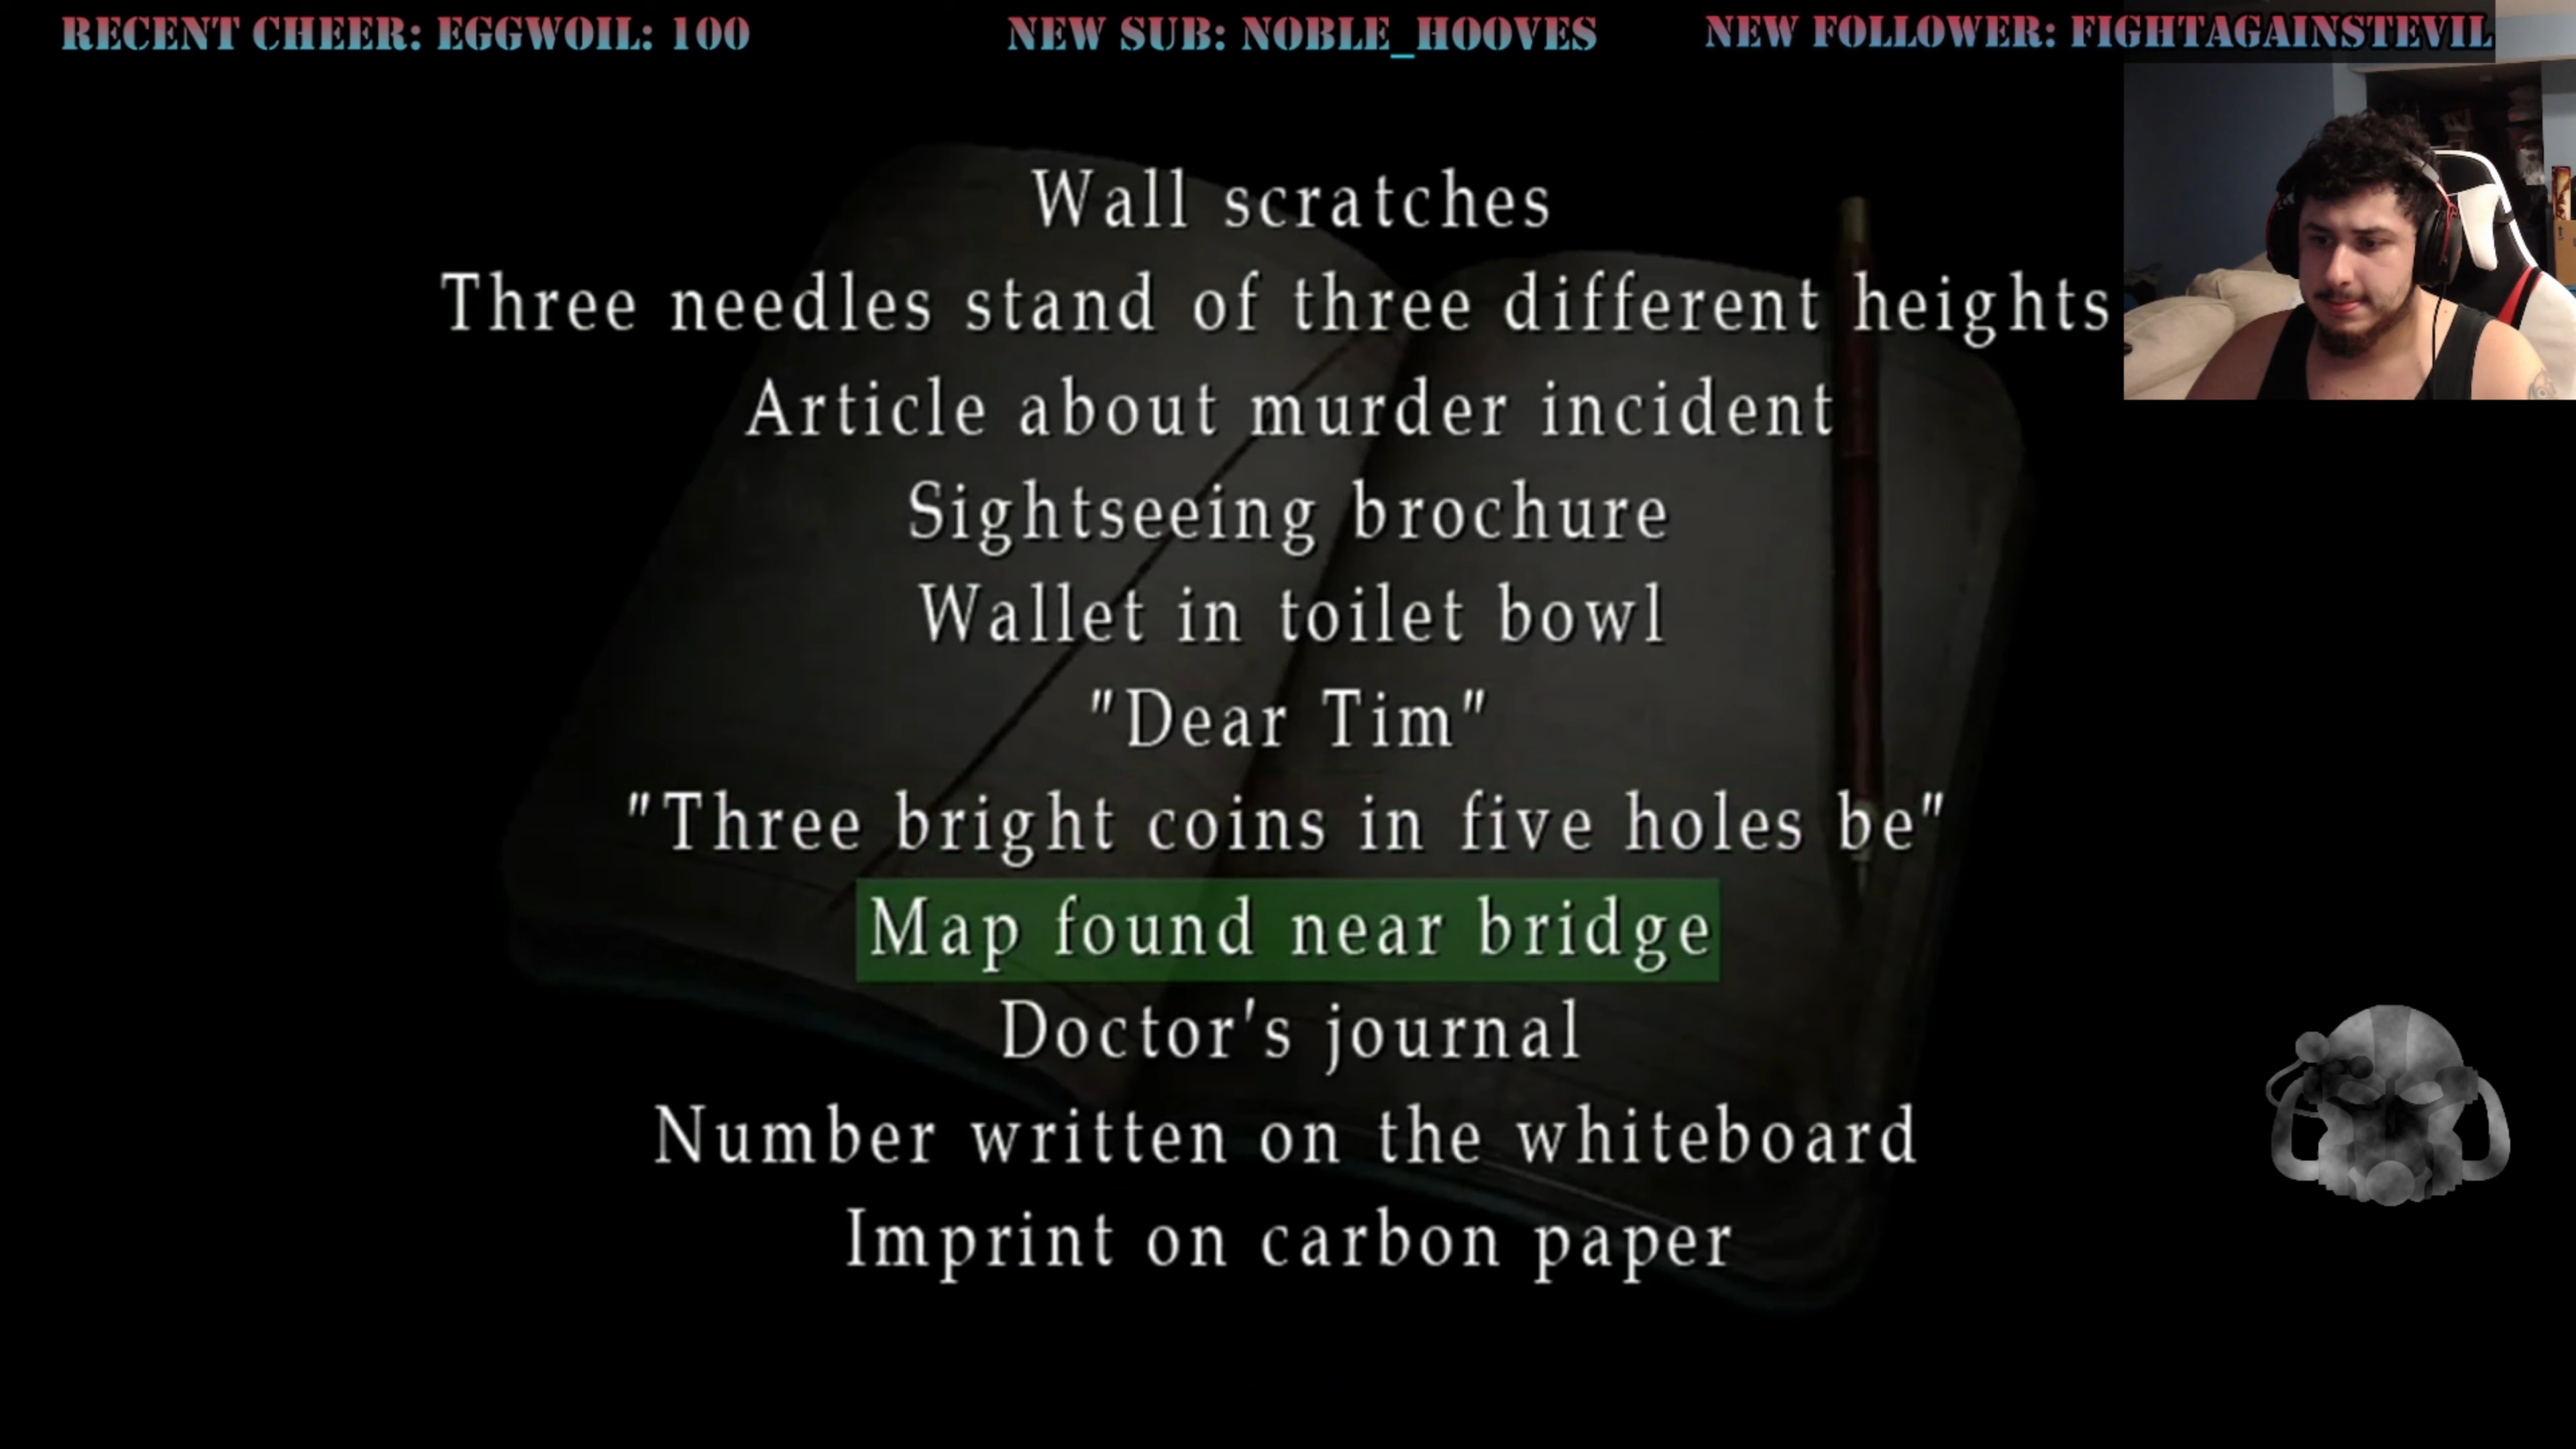 RECENT CHEER: EGGWOIL: 100 NEW SUB: NOBLE_HOOVES NEW FOLLOWER: FIGHTAGAINSTEVIL
Wall scratches
Three needles stand of three different heights
Article about murder incident
Sightseeing brochure
Wallet in toilet bowl
"Dear Tim"
"Three bright coins in five holes be"
Map found near bridge
Doctor's journal
Number written on the whiteboard
Imprint on carbon paper